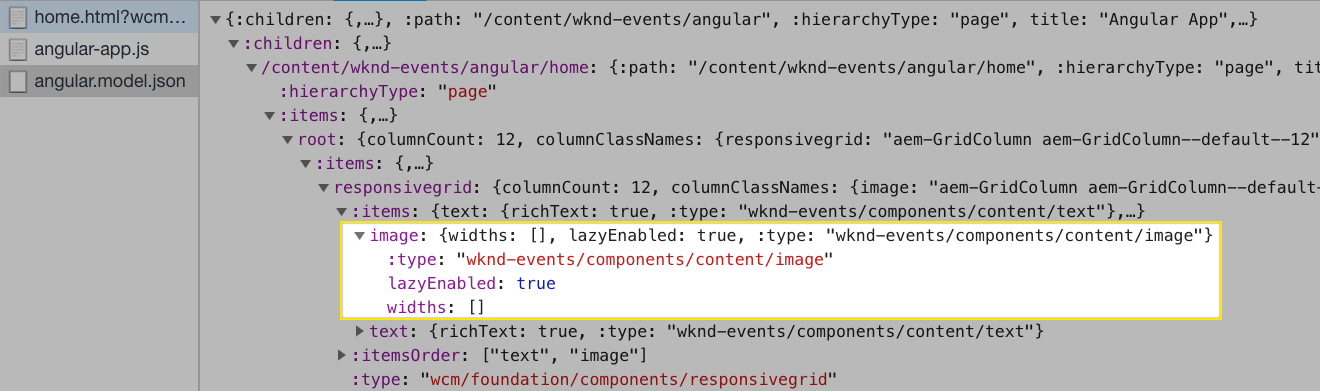 home.html?wcm...
angular-app.js
angular.model.json
▼{:children: {,…}, :path: "/content/wknd-events/angular", :hierarchyType: "page", title: "Angular App",…}
▼:children: {,…}
▼/content/wknd-events/angular/home: {:path: "/content/wknd-events/angular/home", :hierarchyType: "page", tit
:hierarchyType: "page"
▼:items: {,…}
▼root: {columnCount: 12, columnClassNames: {responsivegrid: "aem-GridColumn aem-GridColumn--default--12"
▼:items: {,…}
▼responsivegrid: {columnCount: 12, columnClassNames: {image: "aem-GridColumn aem-GridColumn--default-
▼:items: {text: {richText: true, :type: "wknd-events/components/content/text"},…}
▼image: {widths: [], lazyEnabled: true, :type: "wknd-events/components/content/image"}
:type: "wknd-events/components/content/image"
lazyEnabled: true
widths: []
▶text: {richText: true, :type: "wknd-events/components/content/text"}
▶:itemsOrder: ["text", "image"]
:type: "wcm/foundation/components/responsivegrid"